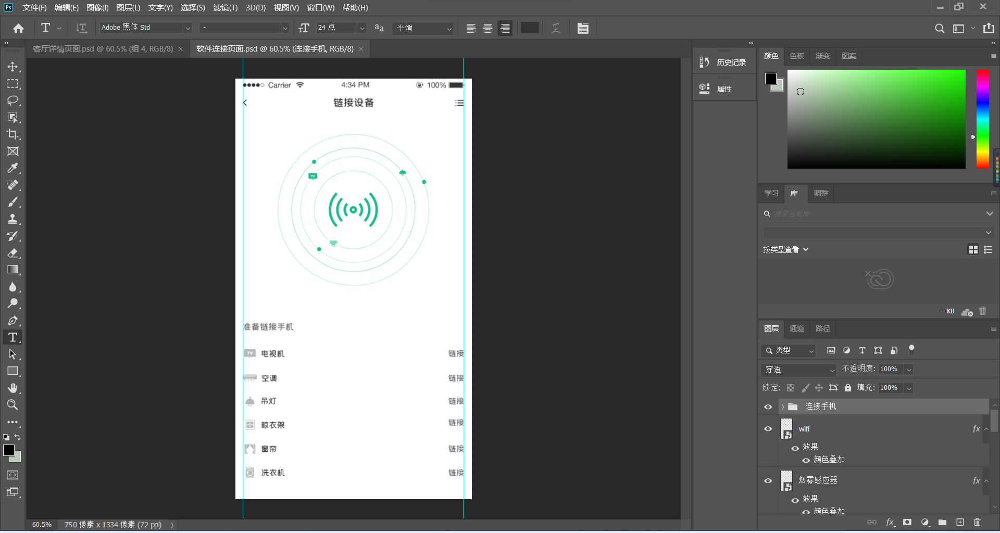 Ps 文件(F) 编辑(E) 图像(I) 图层(L) 文字(Y) 选择(S) 滤镜(T) 3D(D) 视图(V) 窗口(W) 帮助(H)
T Adobe 黑体 Std - 24 点 aa 平滑
客厅详情页面.psd @ 60.5% (组 4, RGB/8) × 软件连接页面.psd @ 60.5% (连接手机, RGB/8) ×
Carrier 4:34 PM 100%
链接设备
TV
准备链接手机
TV 电视机 链接
空调 链接
吊灯 链接
晾衣架 链接
窗帘 链接
洗衣机 链接
60.5% 750 像素 x 1334 像素 (72 ppi)
历史记录
属性
颜色 色板 渐变 图案
学习 库 调整
搜索当前库
按类型查看
-- KB
图层 通道 路径
类型
穿透 不透明度: 100%
锁定: 填充: 100%
连接手机
wifi fx
效果
颜色叠加
烟雾感应器 fx
效果
颜色叠加
fx